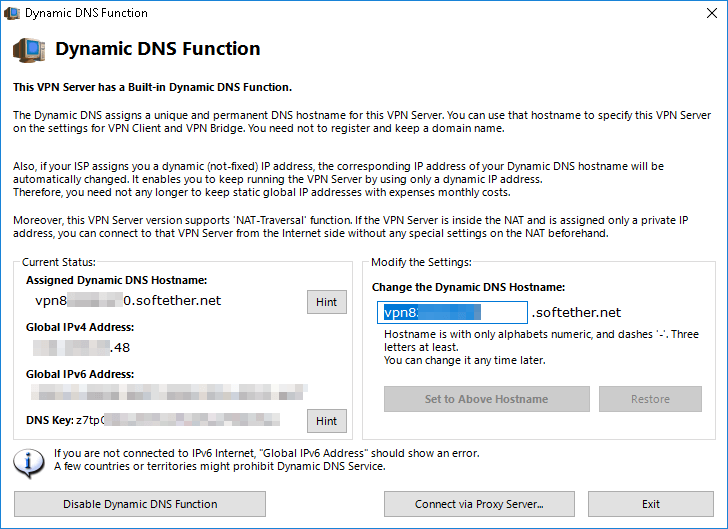 Dynamic DNS Function
Dynamic DNS Function
This VPN Server has a Built-in Dynamic DNS Function.
The Dynamic DNS assigns a unique and permanent DNS hostname for this VPN Server. You can use that hostname to specify this VPN Server
on the settings for VPN Client and VPN Bridge. You need not to register and keep a domain name.
Also, if your ISP assigns you a dynamic (not-fixed) IP address, the corresponding IP address of your Dynamic DNS hostname will be
automatically changed. It enables you to keep running the VPN Server by using only a dynamic IP address.
Therefore, you need not any longer to keep static global IP addresses with expenses monthly costs.
Moreover, this VPN Server version supports 'NAT-Traversal' function. If the VPN Server is inside the NAT and is assigned only a private IP
address, you can connect to that VPN Server from the Internet side without any special settings on the NAT beforehand.
Current Status:
Assigned Dynamic DNS Hostname:
vpn8 0.softether.net
Hint
Global IPv4 Address:
.48
Global IPv6 Address:
DNS Key: z7tp
Hint
Modify the Settings:
Change the Dynamic DNS Hostname:
vpn8 .softether.net
Hostname is with only alphabets numeric, and dashes '-'. Three
letters at least.
You can change it any time later.
Set to Above Hostname
Restore
If you are not connected to IPv6 Internet, "Global IPv6 Address" should show an error.
A few countries or territories might prohibit Dynamic DNS Service.
Disable Dynamic DNS Function
Connect via Proxy Server...
Exit